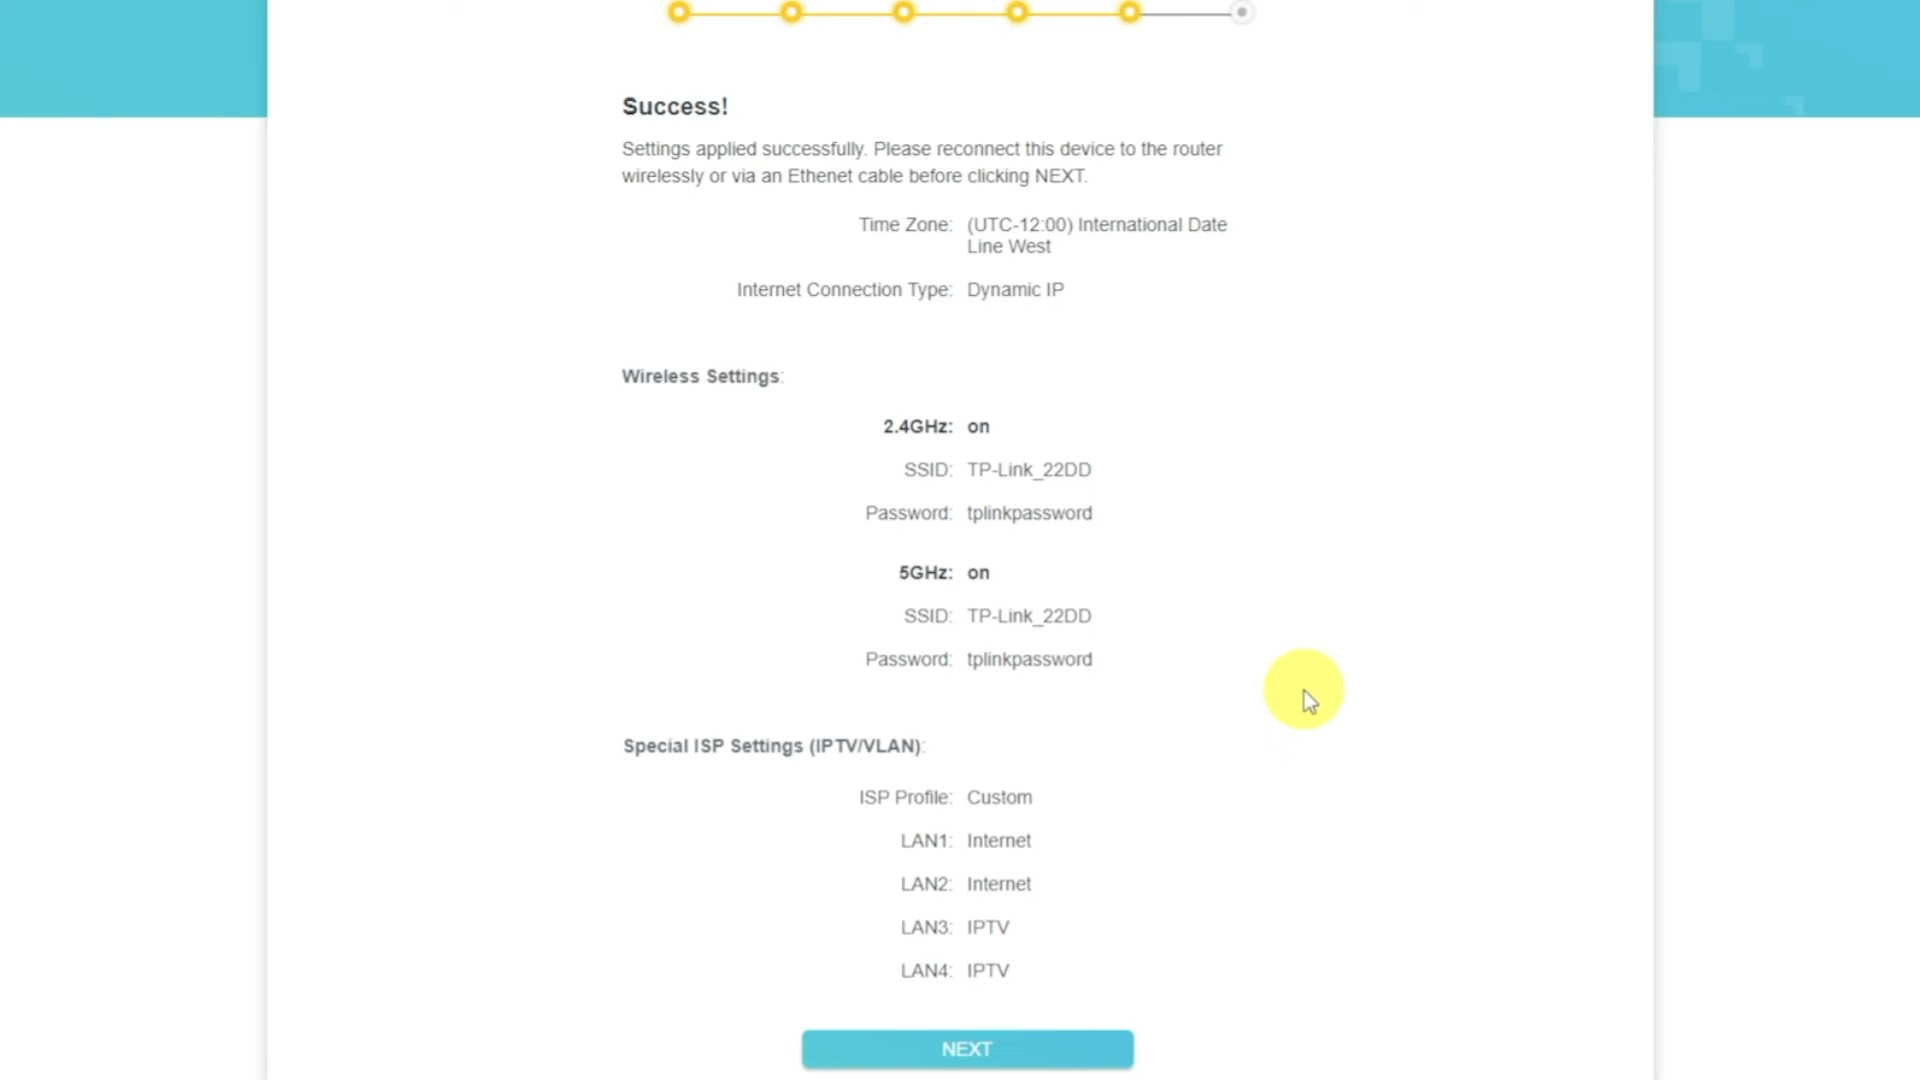 Success!
Settings applied successfully. Please reconnect this device to the router
wirelessly or via an Ethenet cable before clicking NEXT.
Time Zone: (UTC-12:00) International Date
Line West
Internet Connection Type: Dynamic IP
Wireless Settings:
2.4GHz: on
SSID: TP-Link_22DD
Password: tplinkpassword
5GHz: on
SSID: TP-Link_22DD
Password: tplinkpassword
Special ISP Settings (IPTV/VLAN):
ISP Profile: Custom
LAN1: Internet
LAN2: Internet
LAN3: IPTV
LAN4: IPTV
NEXT